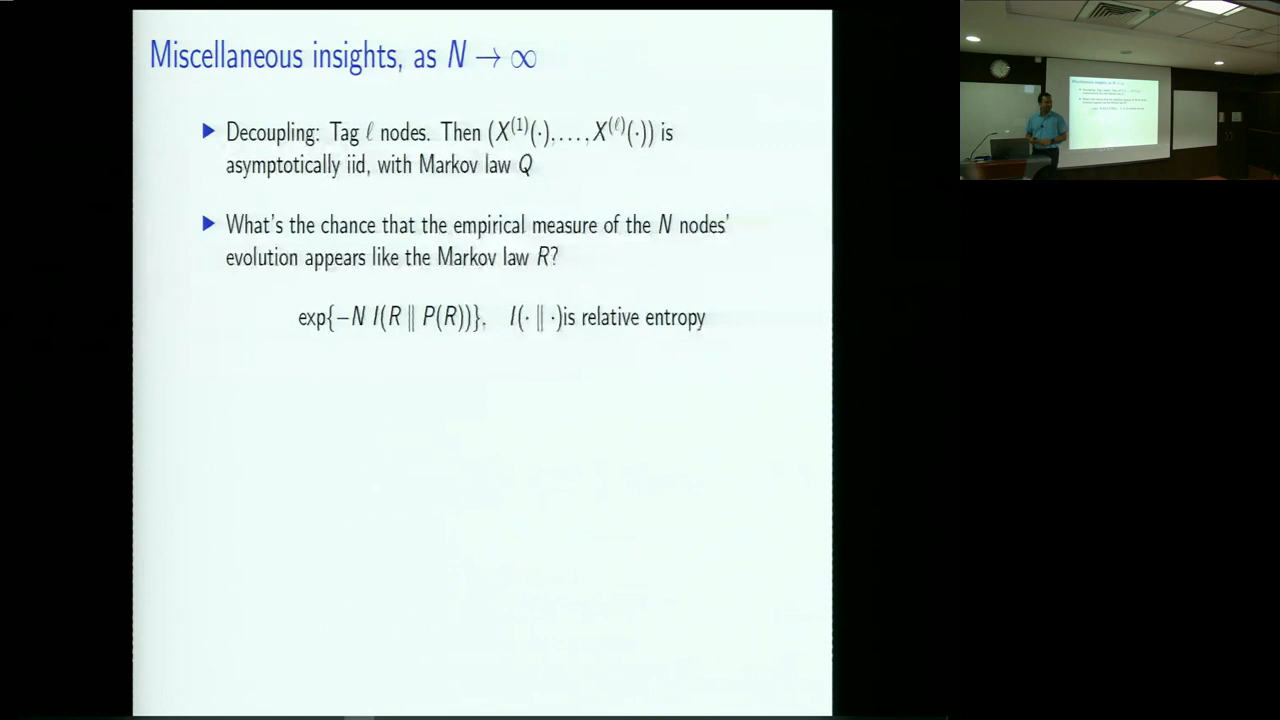 Miscellaneous insights, as N → ∞
▶ Decoupling: Tag ℓ nodes. Then (X⁽¹⁾(·), . . . , X⁽ℓ⁾(·)) is
asymptotically iid, with Markov law Q
▶ What's the chance that the empirical measure of the N nodes'
evolution appears like the Markov law R?
exp{−N I(R ‖ P(R))}, I(· ‖ ·)is relative entropy